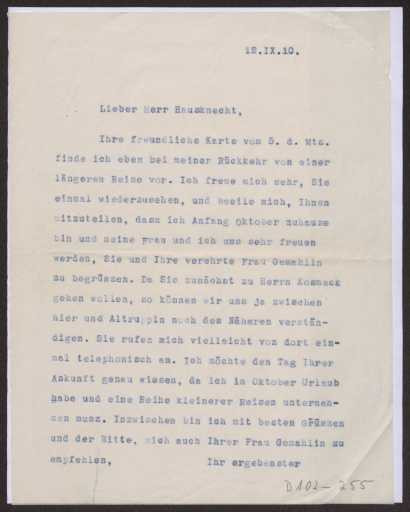 12.IX.10.
Lieber Herr Hausknecht,
Ihre freundliche Karte vom 5. d. Mts.
finde ich eben bei meiner Rückkehr von einer
längeren Reise vor. Ich freue mich sehr, Sie
einmal wiederzusehen, und beeile mich, Ihnen
mitzuteilen, dass ich Anfang Oktober zuhause
bin und meine Frau und ich uns sehr freuen
werden, Sie und Ihre verehrte Frau Gemahlin
zu begrüssen. Da Sie zunächst zu Herrn Kosmack
gehen wollen, so können wir uns ja zwischen
hier und Altruppin noch des Näheren verstän-
digen. Sie rufen mich vielleicht von dort ein-
mal telephonisch an. Ich möchte den Tag Ihrer
Ankunft genau wissen, da ich in Oktober Urlaub
habe und eine Reihe kleinerer Reisen unterneh-
men muss. Inzwischen bin ich mit besten Grüssen
und der Bitte, mich auch Ihrer Frau Gemahlin zu
empfehlen, Ihr ergebenster
D102-255